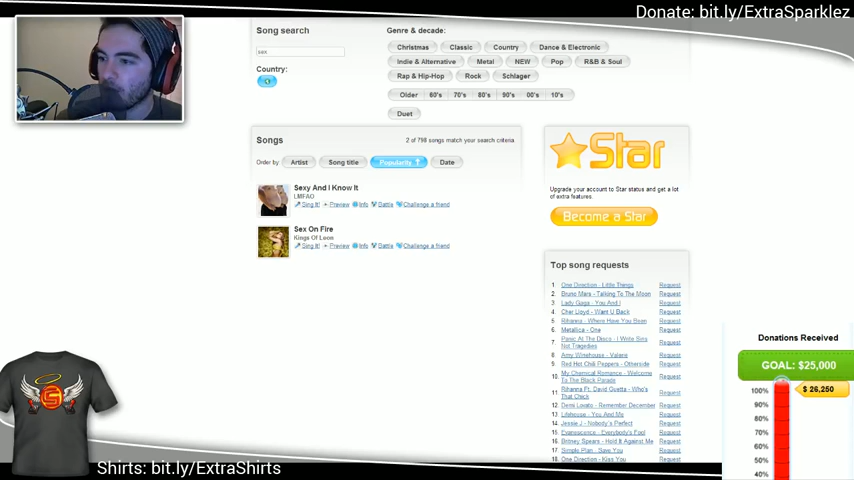 Donate: bit.ly/ExtraSparklez
Song search
sex
Country:
Genre & decade:
Christmas Classic Country Dance & Electronic
Indie & Alternative Metal NEW Pop R&B & Soul
Rap & Hip-Hop Rock Schlager
Older 60's 70's 80's 90's 00's 10's
Duet
Songs
2 of 798 songs match your search criteria
Order by: Artist Song title Popularity Date
Sexy And I Know It
LMFAO
Sing It! Preview Info Battle Challenge a friend
Sex On Fire
Kings Of Leon
Sing It! Preview Info Battle Challenge a friend
Star
Upgrade your account to Star status and get a lot
of extra features.
Become a Star
Top song requests
1. One Direction - Little Things Request
2. Bruno Mars - Talking To The Moon Request
3. Lady Gaga - You And I Request
4. Cher Lloyd - Want U Back Request
5. Rihanna - Where Have You Been Request
6. Metallica - One Request
7. Panic At The Disco - I Write Sins
Not Tragedies Request
8. Amy Winehouse - Valerie Request
9. Red Hot Chili Peppers - Otherside Request
10. My Chemical Romance - Welcome
To The Black Parade Request
11. Rihanna Ft. David Guetta - Who's
That Chick Request
12. Demi Lovato - Remember December Request
13. Lifehouse - You And Me Request
14. Jessie J - Nobody's Perfect Request
15. Evanescence - Everybody's Fool Request
16. Britney Spears - Hold It Against Me Request
17. Simple Plan - Save You Request
18. One Direction - Kiss You Request
Donations Received
GOAL: $25,000
$ 26,250
100%
90%
80%
70%
60%
50%
40%
Shirts: bit.ly/ExtraShirts